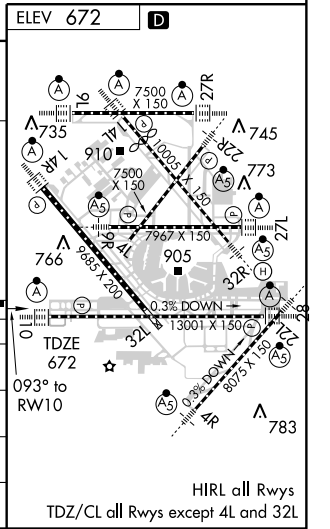 ELEV 672 D
A A A
7500
X 150
9L 27R
735
A 14L
P
A
910
14R
10005 X 150
22R
745
A5
773
A
7500
X 150
P
A5
P
P
9R 4L
7967 X 150
27L
A5
766
9685 X 200
905
32R
H
A
P
0.3% DOWN
A
A
10
13001 X 150
P
28
TDZE
672
32L
22L
A5
093° to
RW10
0.3% DOWN
8075 X 150
A5
4R
783
HIRL all Rwys
TDZ/CL all Rwys except 4L and 32L